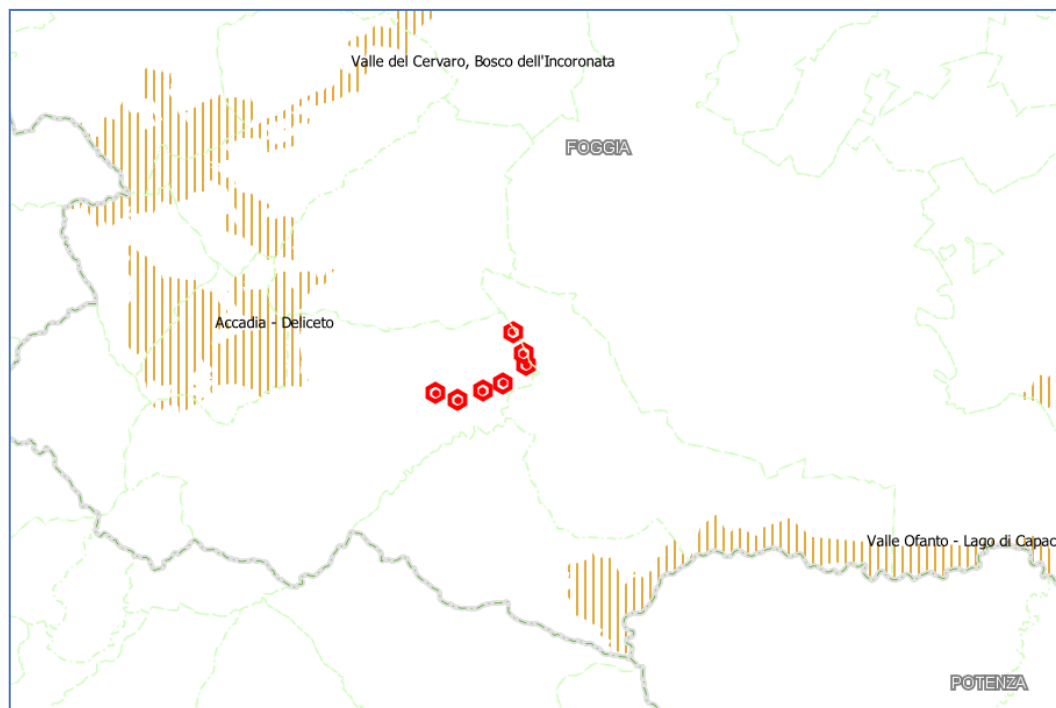 Valle del Cervaro, Bosco dell'Incoronata
FOGGIA
Accadia - Deliceto
Valle Ofanto - Lago di Capac
POTENZA